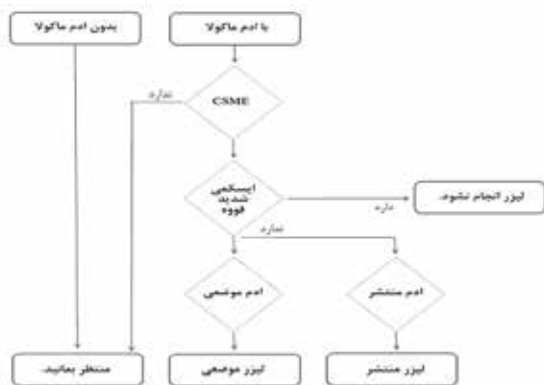 بدون ادم ماکولا
با ادم ماکولا
CSME
ندارد
ایسکمی
شدید
فووه
دارد
لیزر انجام نشود.
ندارد
ادم موضعی
ادم منتشر
منتظر بمانید.
لیزر موضعی
لیزر منتشر